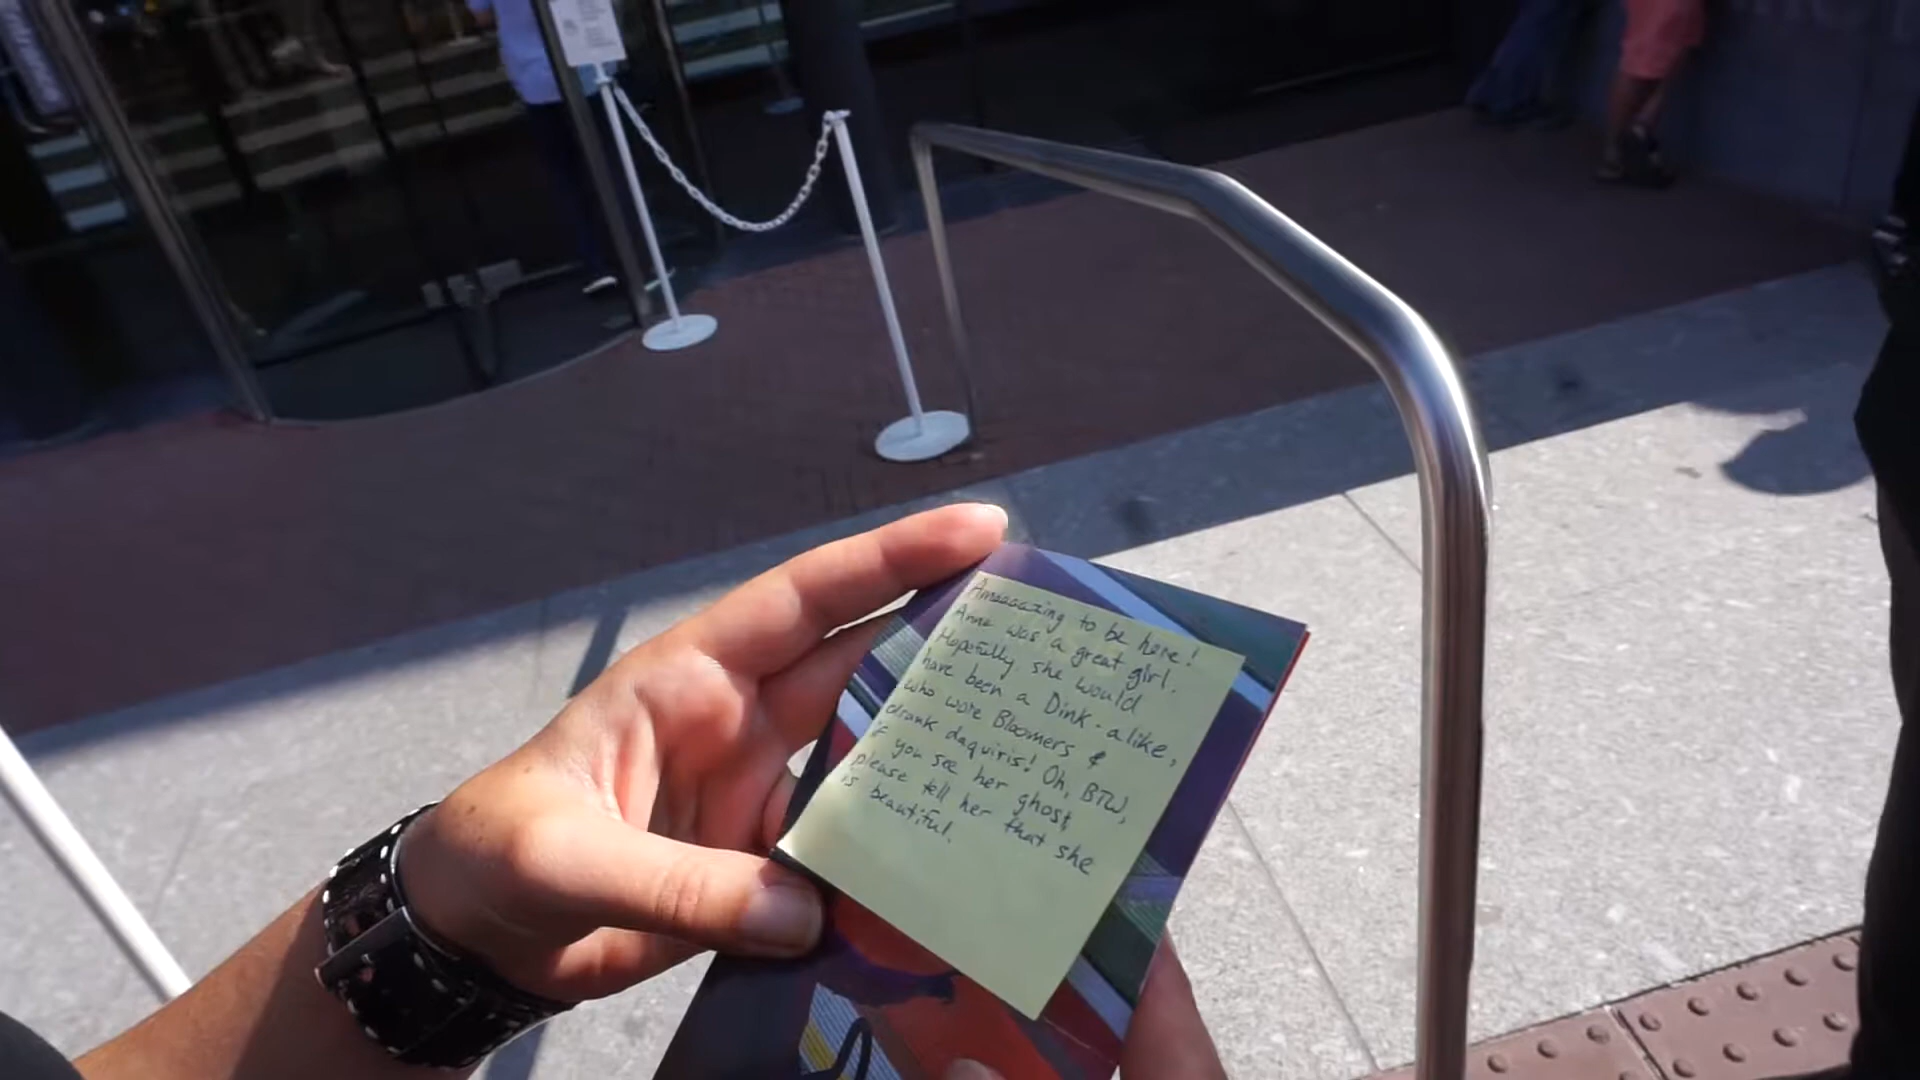 Amaaaazing to be here!
Anne was a great girl.
Hopefully she would
have been a Dink-alike,
who wore Bloomers &
drank daquiris! Oh, BTW,
if you see her ghost,
please tell her that she
is beautiful.